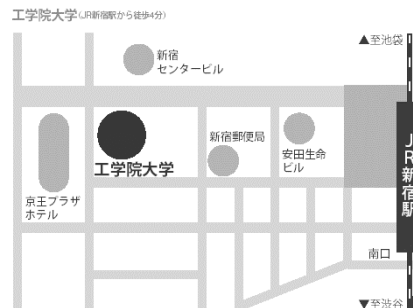 工学院大学(JR新宿駅から徒歩4分)
▲至池袋
新宿
センタービル
新宿郵便局
安田生命
ビル
工学院大学
JR新宿駅
京王プラザ
ホテル
南口
▼至渋谷